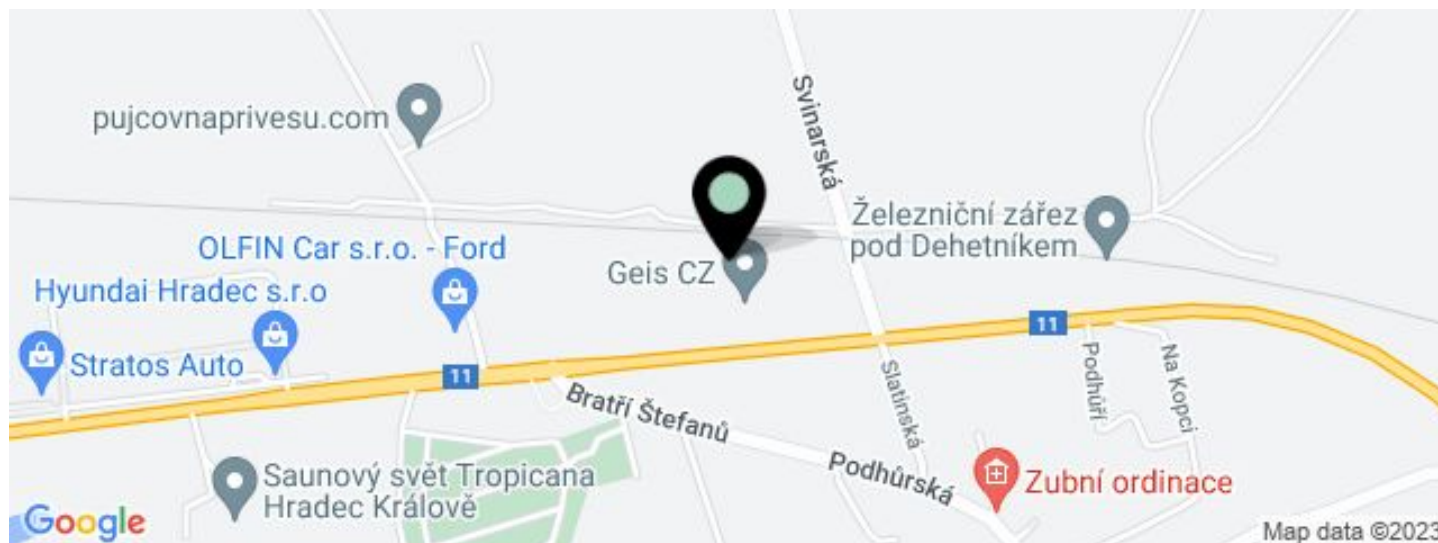 Svinarská
pujcovnaprivesu.com
Železniční zářez
pod Dehetníkem
OLFIN Car s.r.o. - Ford
Geis CZ
Hyundai Hradec s.r.o
Stratos Auto
11
11
Podhůří
Na Kopci
Slatinská
Bratří Štefanů
Podhůrská
Saunový svět Tropicana
Hradec Králové
Zubní ordinace
Google
Map data ©2023